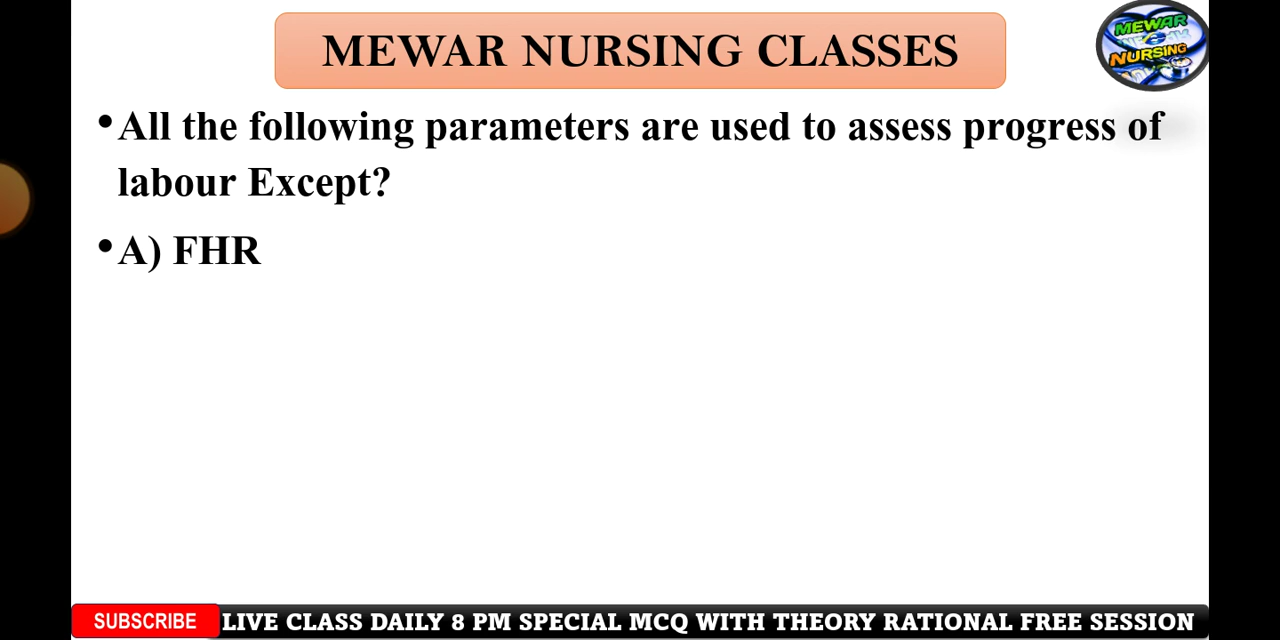 MEWAR NURSING CLASSES
MEWAR
NURSING
•All the following parameters are used to assess progress of
labour Except?
•A) FHR
SUBSCRIBE LIVE CLASS DAILY 8 PM SPECIAL MCQ WITH THEORY RATIONAL FREE SESSION